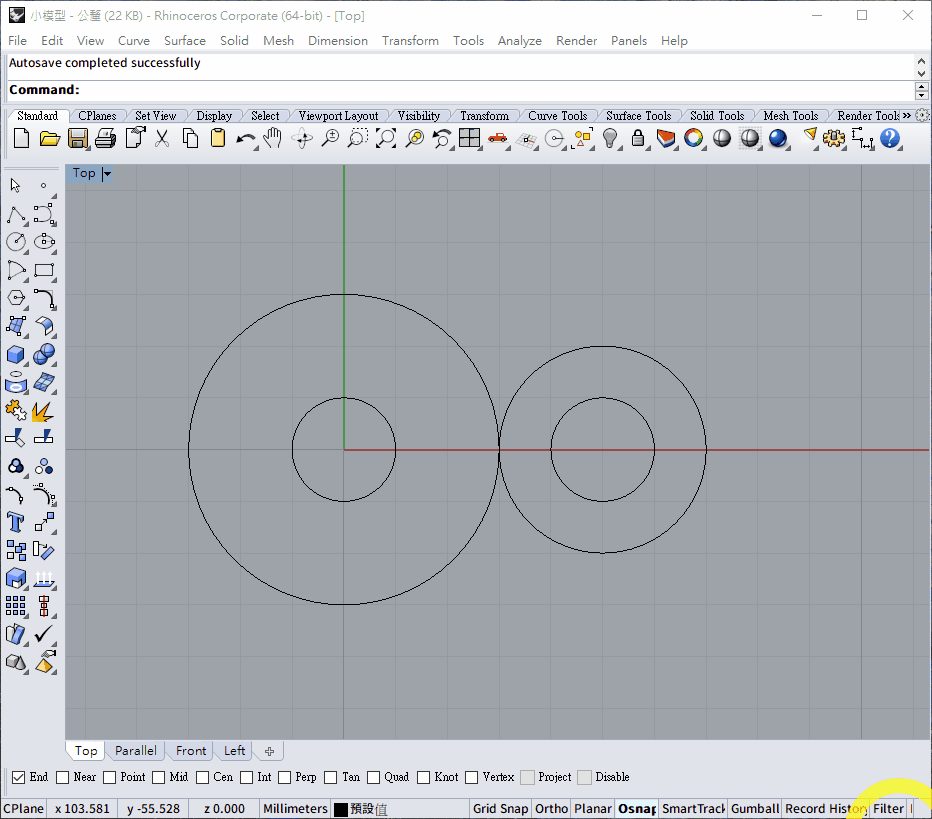 小模型 - 公釐 (22 KB) - Rhinoceros Corporate (64-bit) - [Top]
File Edit View Curve Surface Solid Mesh Dimension Transform Tools Analyze Render Panels Help
Autosave completed successfully
Command:
Standard CPlanes Set View Display Select Viewport Layout Visibility Transform Curve Tools Surface Tools Solid Tools Mesh Tools Render Tools »
Top
Top Parallel Front Left
End Near Point Mid Cen Int Perp Tan Quad Knot Vertex Project Disable
CPlane x 103.581 y -55.528 z 0.000 Millimeters 預設值 Grid Snap Ortho Planar Osnap SmartTrack Gumball Record History Filter